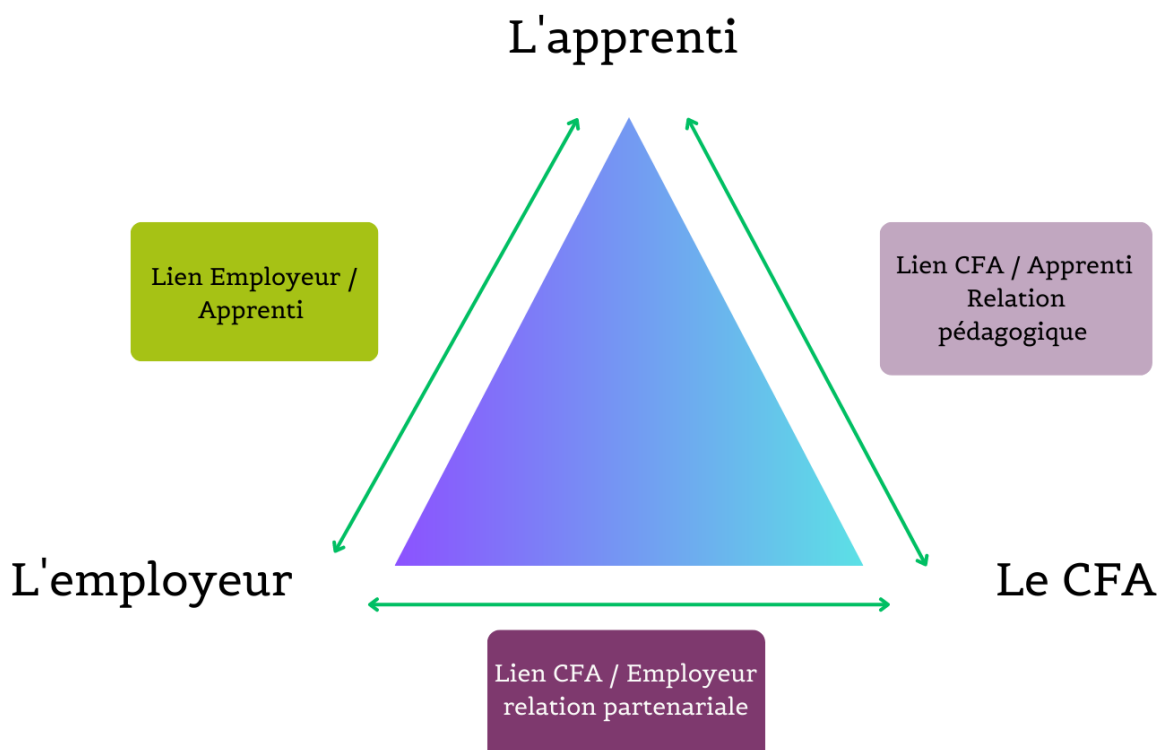 L'apprenti
Lien Employeur /
Apprenti
Lien CFA / Apprenti
Relation
pédagogique
L'employeur
Le CFA
Lien CFA / Employeur
relation partenariale